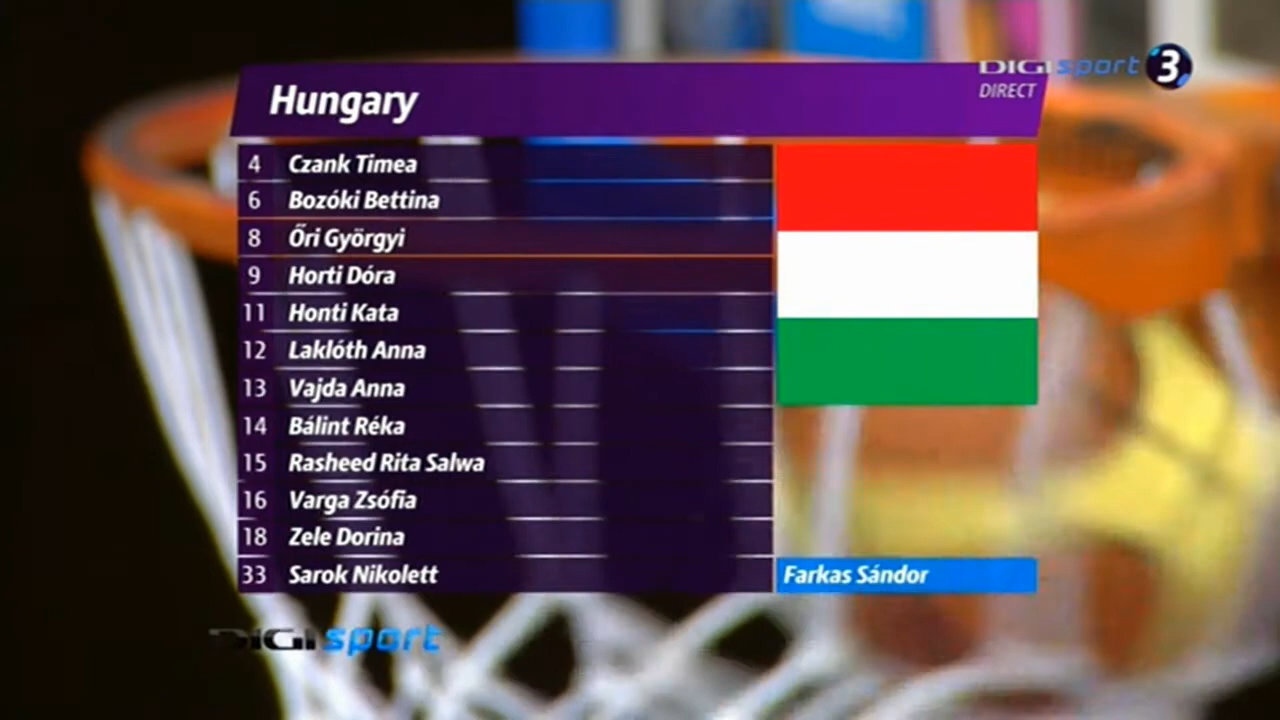 DIGI sport 3
Hungary
DIRECT
4 Czank Timea
6 Bozóki Bettina
8 Őri Györgyi
9 Horti Dóra
11 Honti Kata
12 Laklóth Anna
13 Vajda Anna
14 Bálint Réka
15 Rasheed Rita Salwa
16 Varga Zsófia
18 Zele Dorina
33 Sarok Nikolett
Farkas Sándor
DIGI sport